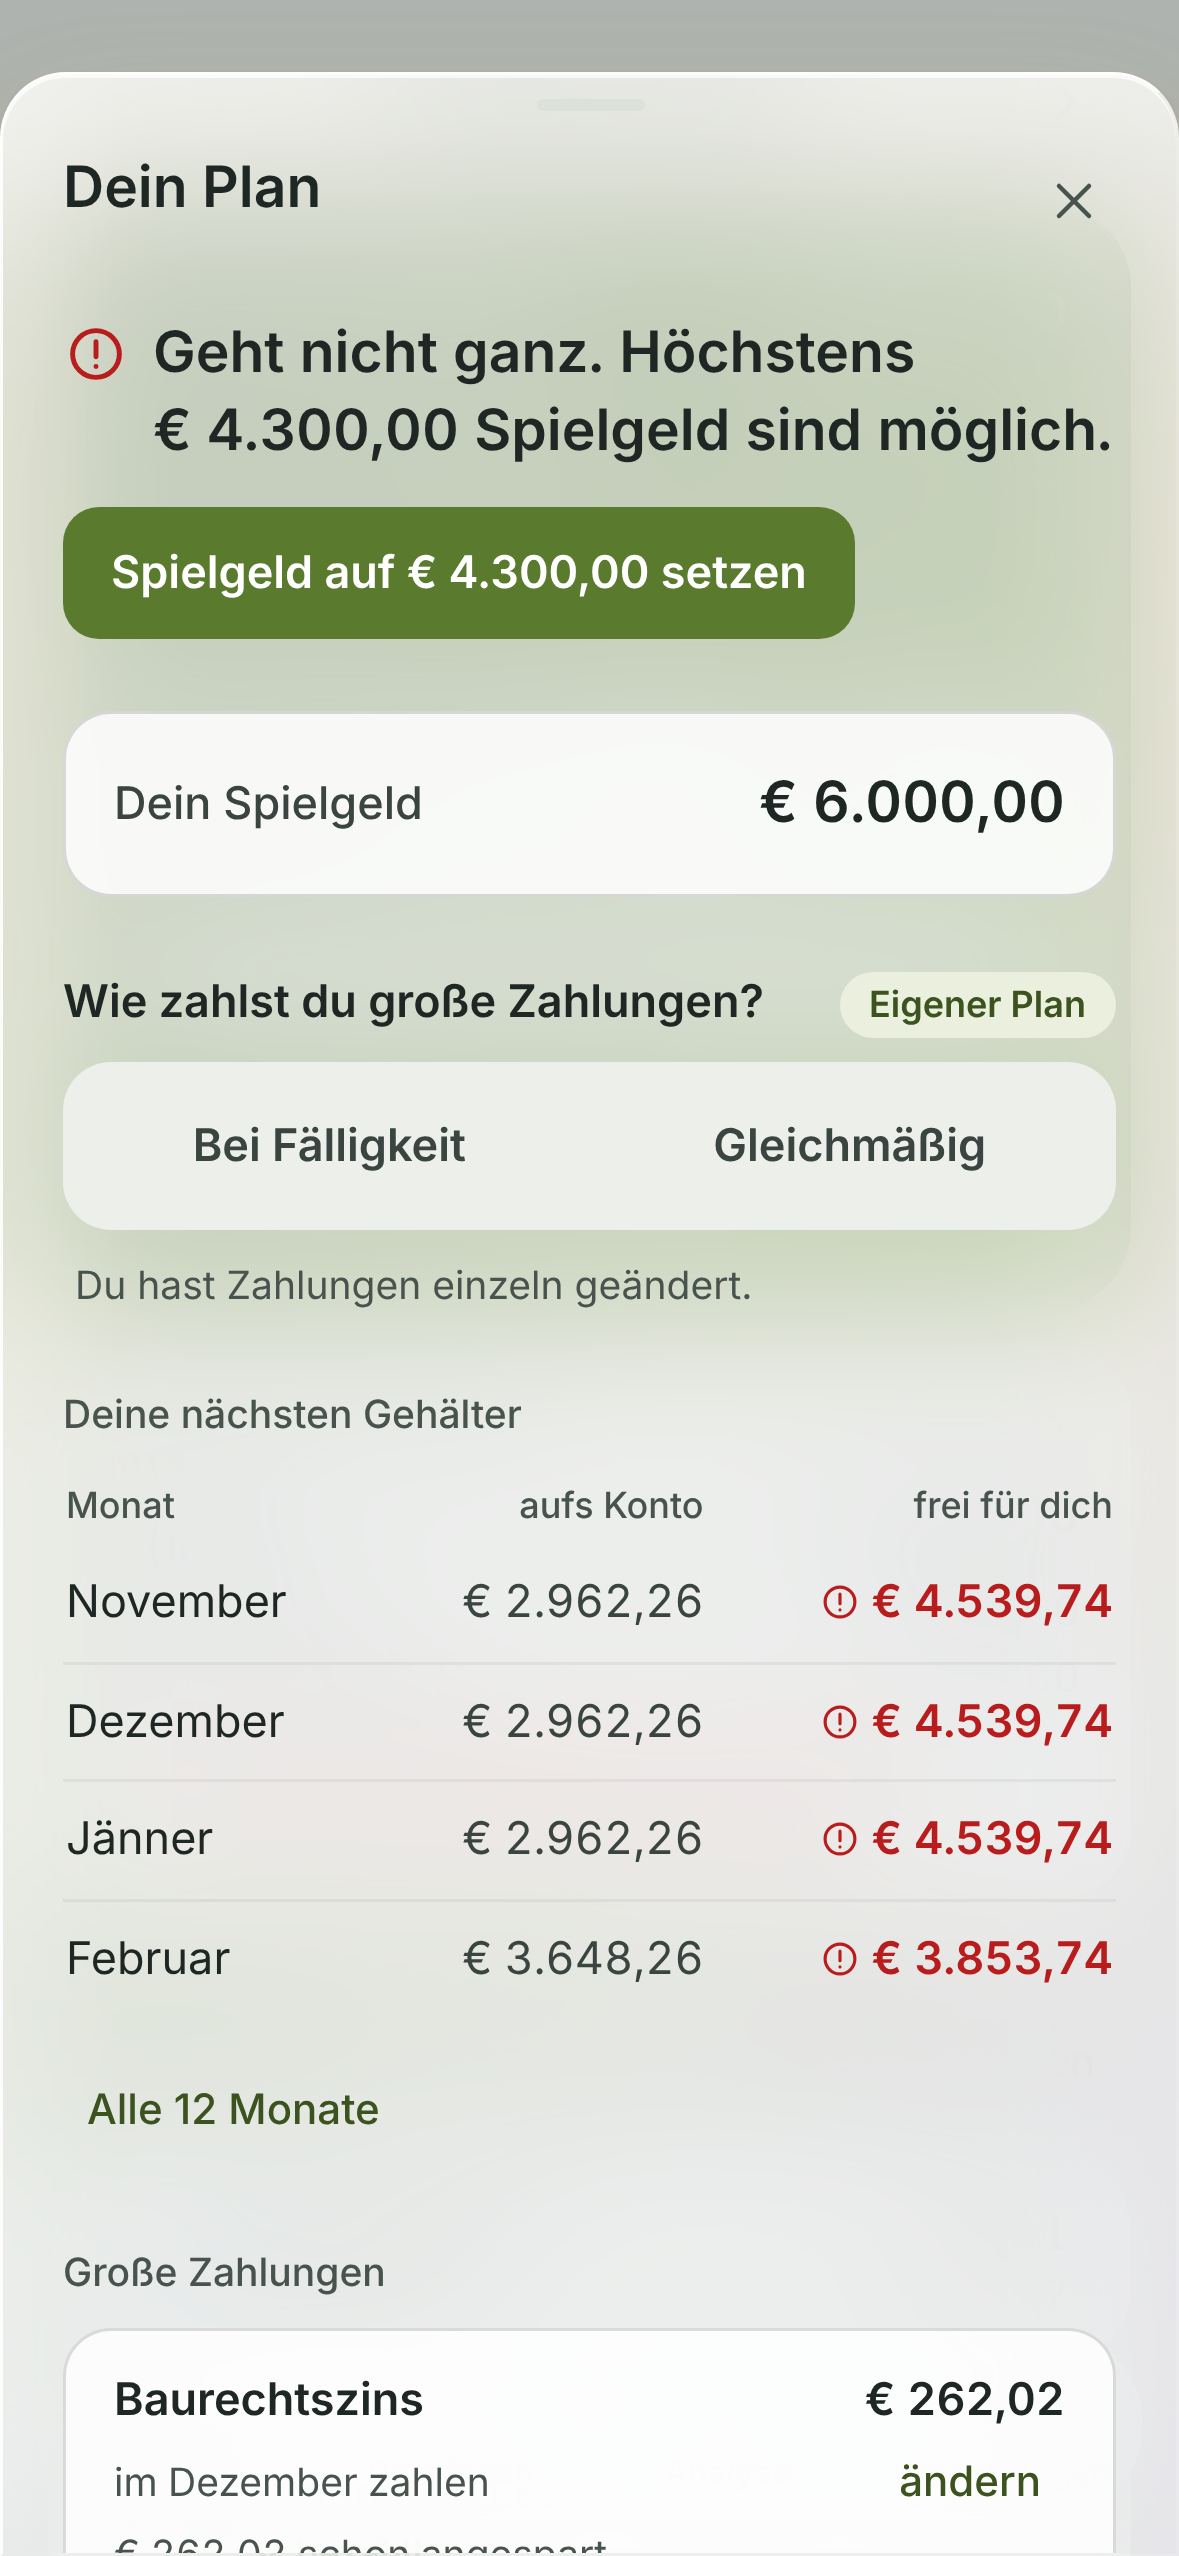 Dein Plan
Geht nicht ganz. Höchstens
€ 4.300,00 Spielgeld sind möglich.
Spielgeld auf € 4.300,00 setzen
Dein Spielgeld € 6.000,00
Wie zahlst du große Zahlungen? Eigener Plan
Bei Fälligkeit Gleichmäßig
Du hast Zahlungen einzeln geändert.
Deine nächsten Gehälter
Monat aufs Konto frei für dich
November € 2.962,26 € 4.539,74
Dezember € 2.962,26 € 4.539,74
Jänner € 2.962,26 € 4.539,74
Februar € 3.648,26 € 3.853,74
Alle 12 Monate
Große Zahlungen
Baurechtszins € 262,02
im Dezember zahlen ändern
€ 262,02 schon angespart